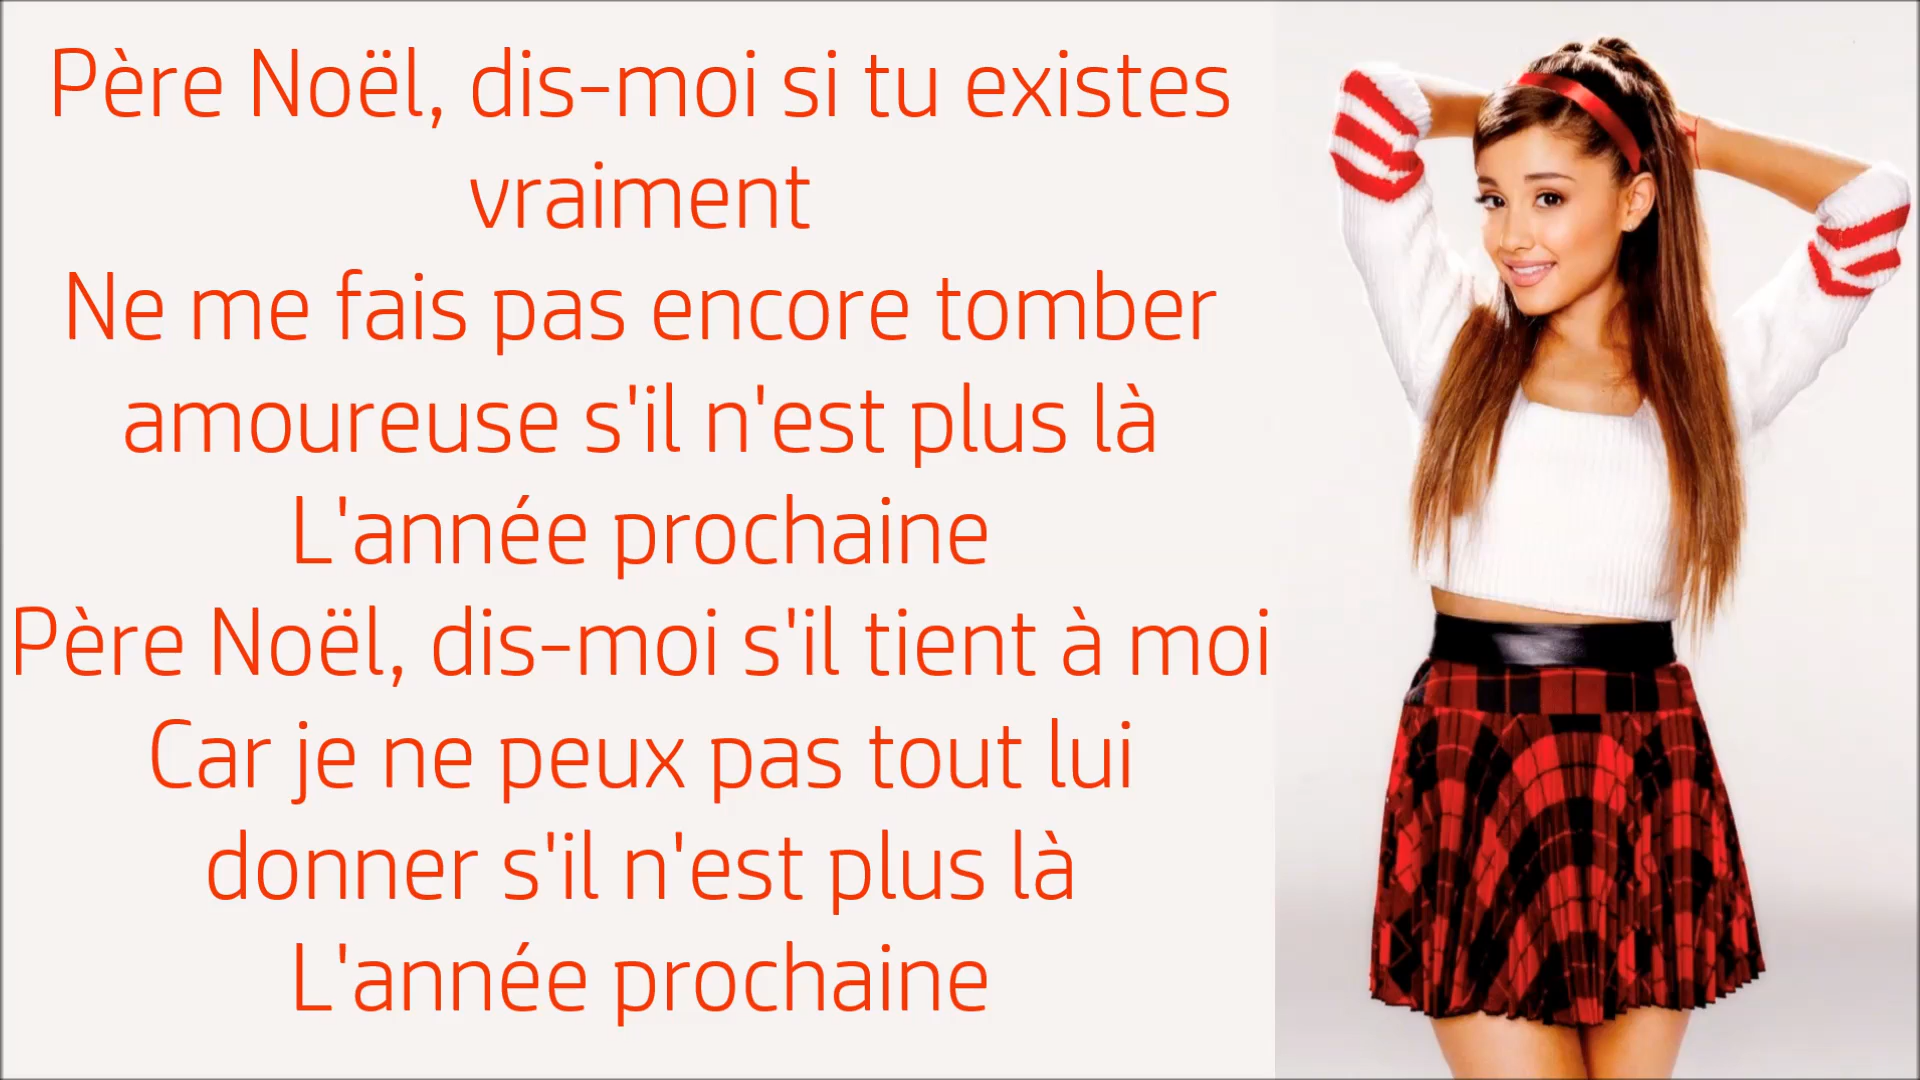 Père Noël, dis-moi si tu existes
vraiment
Ne me fais pas encore tomber
amoureuse s'il n'est plus là
L'année prochaine
Père Noël, dis-moi s'il tient à moi
Car je ne peux pas tout lui
donner s'il n'est plus là
L'année prochaine